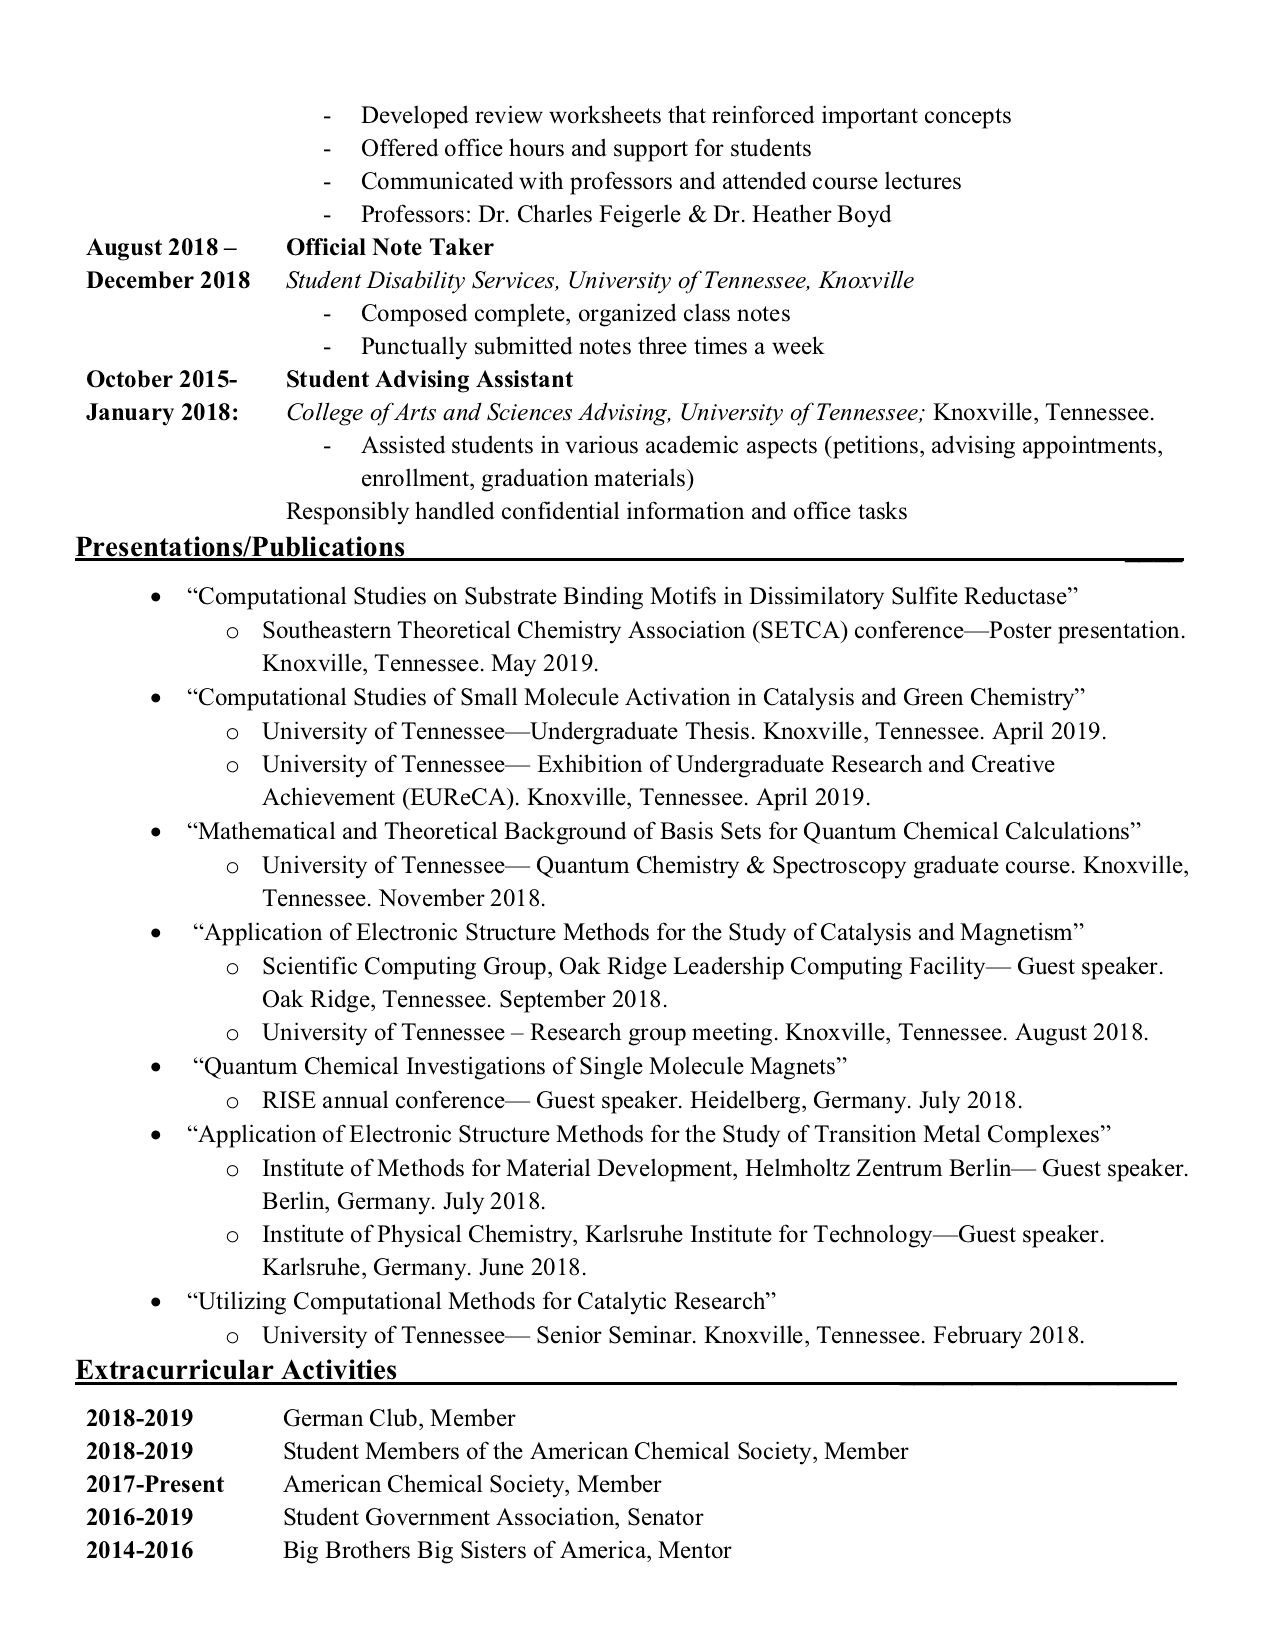 - Developed review worksheets that reinforced important concepts
- Offered office hours and support for students
- Communicated with professors and attended course lectures
- Professors: Dr. Charles Feigerle & Dr. Heather Boyd
August 2018 – Official Note Taker
December 2018 Student Disability Services, University of Tennessee, Knoxville
- Composed complete, organized class notes
- Punctually submitted notes three times a week
October 2015- Student Advising Assistant
January 2018: College of Arts and Sciences Advising, University of Tennessee; Knoxville, Tennessee.
- Assisted students in various academic aspects (petitions, advising appointments,
enrollment, graduation materials)
Responsibly handled confidential information and office tasks
Presentations/Publications
• “Computational Studies on Substrate Binding Motifs in Dissimilatory Sulfite Reductase”
o Southeastern Theoretical Chemistry Association (SETCA) conference—Poster presentation.
Knoxville, Tennessee. May 2019.
• “Computational Studies of Small Molecule Activation in Catalysis and Green Chemistry”
o University of Tennessee—Undergraduate Thesis. Knoxville, Tennessee. April 2019.
o University of Tennessee— Exhibition of Undergraduate Research and Creative
Achievement (EUReCA). Knoxville, Tennessee. April 2019.
• “Mathematical and Theoretical Background of Basis Sets for Quantum Chemical Calculations”
o University of Tennessee— Quantum Chemistry & Spectroscopy graduate course. Knoxville,
Tennessee. November 2018.
• “Application of Electronic Structure Methods for the Study of Catalysis and Magnetism”
o Scientific Computing Group, Oak Ridge Leadership Computing Facility— Guest speaker.
Oak Ridge, Tennessee. September 2018.
o University of Tennessee – Research group meeting. Knoxville, Tennessee. August 2018.
• “Quantum Chemical Investigations of Single Molecule Magnets”
o RISE annual conference— Guest speaker. Heidelberg, Germany. July 2018.
• “Application of Electronic Structure Methods for the Study of Transition Metal Complexes”
o Institute of Methods for Material Development, Helmholtz Zentrum Berlin— Guest speaker.
Berlin, Germany. July 2018.
o Institute of Physical Chemistry, Karlsruhe Institute for Technology—Guest speaker.
Karlsruhe, Germany. June 2018.
• “Utilizing Computational Methods for Catalytic Research”
o University of Tennessee— Senior Seminar. Knoxville, Tennessee. February 2018.
Extracurricular Activities
2018-2019 German Club, Member
2018-2019 Student Members of the American Chemical Society, Member
2017-Present American Chemical Society, Member
2016-2019 Student Government Association, Senator
2014-2016 Big Brothers Big Sisters of America, Mentor